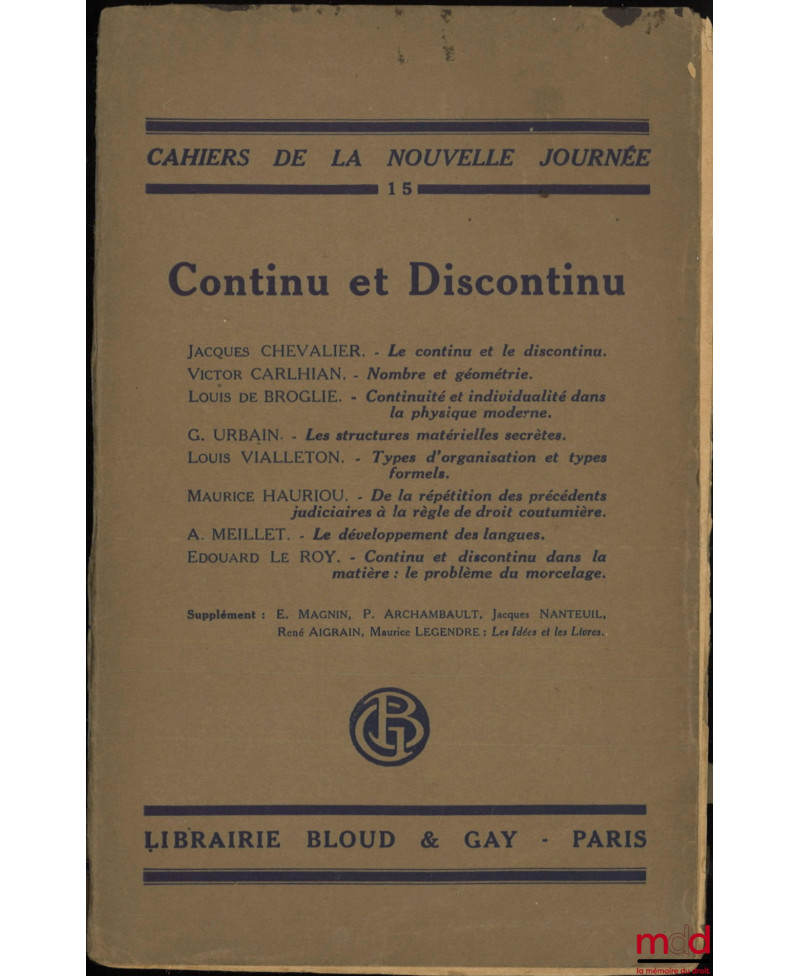 CAHIERS DE LA NOUVELLE JOURNÉE
15
Continu et Discontinu
JACQUES CHEVALIER. - Le continu et le discontinu.
VICTOR CARLHIAN. - Nombre et géométrie.
LOUIS DE BROGLIE. - Continuité et individualité dans
la physique moderne.
G. URBAIN. - Les structures matérielles secrètes.
LOUIS VIALLETON. - Types d'organisation et types
formels.
MAURICE HAURIOU. - De la répétition des précédents
judiciaires à la règle de droit coutumière.
A. MEILLET. - Le développement des langues.
EDOUARD LE ROY. - Continu et discontinu dans la
matière : le problème du morcelage.
Supplément : E. MAGNIN, P. ARCHAMBAULT, Jacques NANTEUIL,
René AIGRAIN, Maurice LEGENDRE : Les Idées et les Livres.
BG
LIBRAIRIE BLOUD & GAY - PARIS
mdd
la mémoire du droit